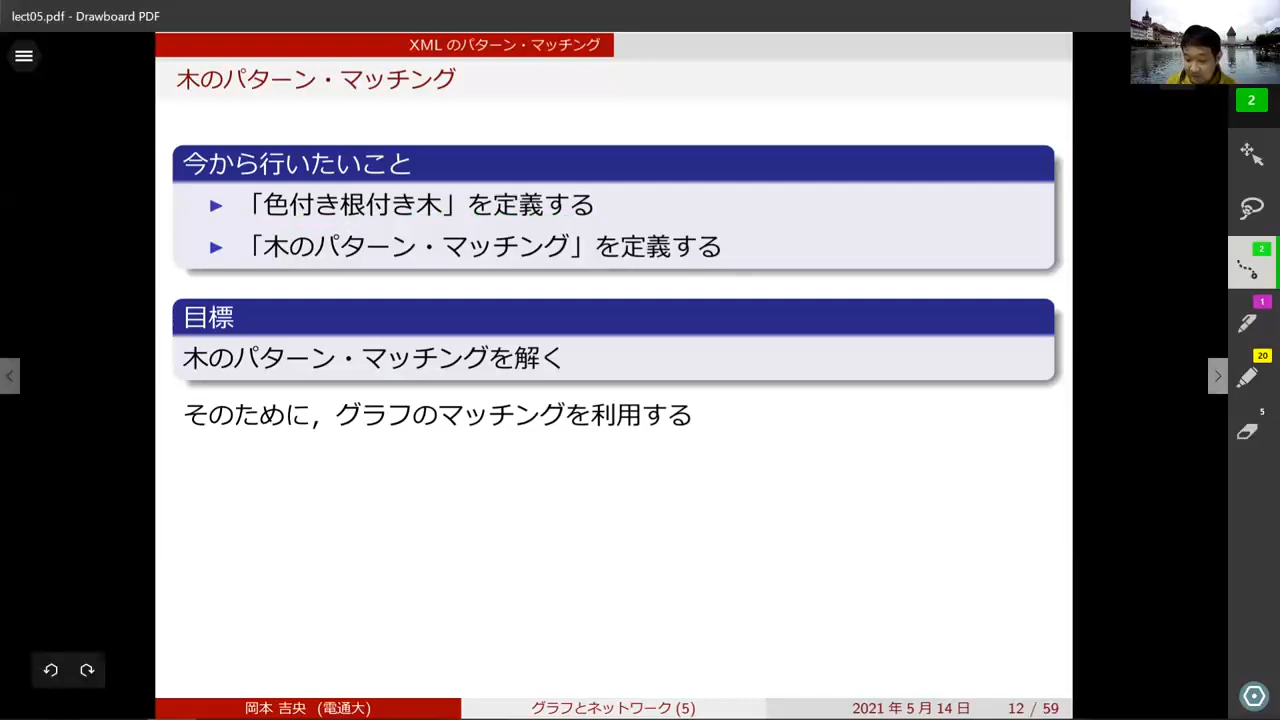 lect05.pdf - Drawboard PDF
XML のパターン・マッチング
木のパターン・マッチング
2
今から行いたいこと
「色付き根付き木」を定義する
「木のパターン・マッチング」を定義する
2
1
目標
20
木のパターン・マッチングを解く
5
そのために，グラフのマッチングを利用する
岡本 吉央 (電通大)
グラフとネットワーク (5)
2021 年 5 月 14 日
12 / 59